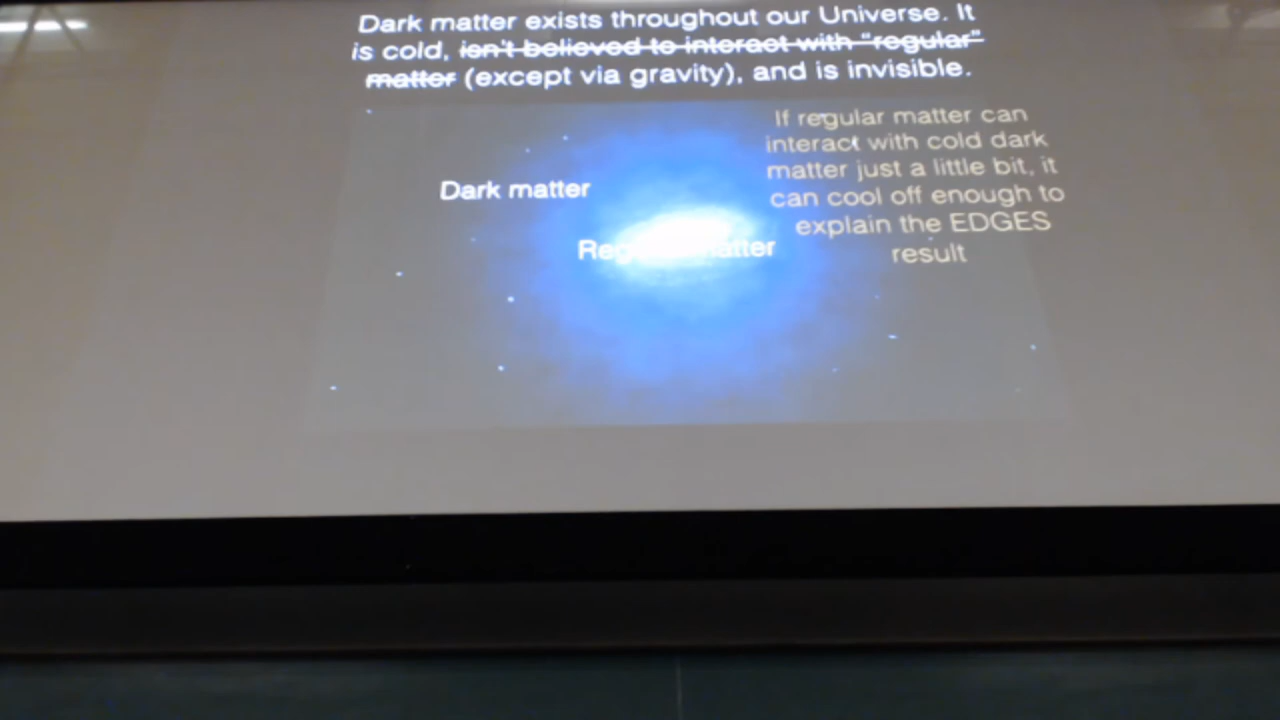 Dark matter exists throughout our Universe. It
is cold, isn't believed to interact with "regular"
matter (except via gravity), and is invisible.
If regular matter can
interact with cold dark
matter just a little bit, it
can cool off enough to
explain the EDGES
result
Dark matter
Regular matter